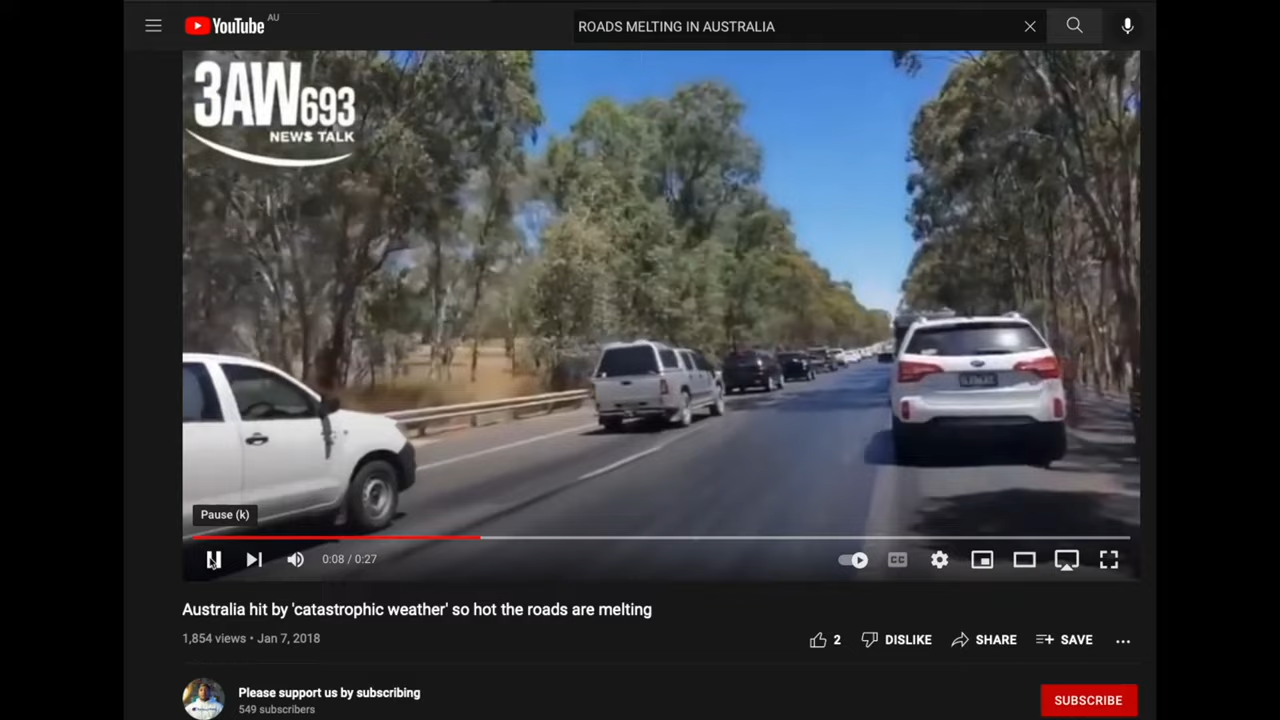 YouTube AU
ROADS MELTING IN AUSTRALIA
3AW693
NEWS TALK
Pause (k)
0:08 / 0:27
CC
Australia hit by 'catastrophic weather' so hot the roads are melting
1,854 views • Jan 7, 2018
2 DISLIKE SHARE SAVE
Please support us by subscribing
549 subscribers
SUBSCRIBE